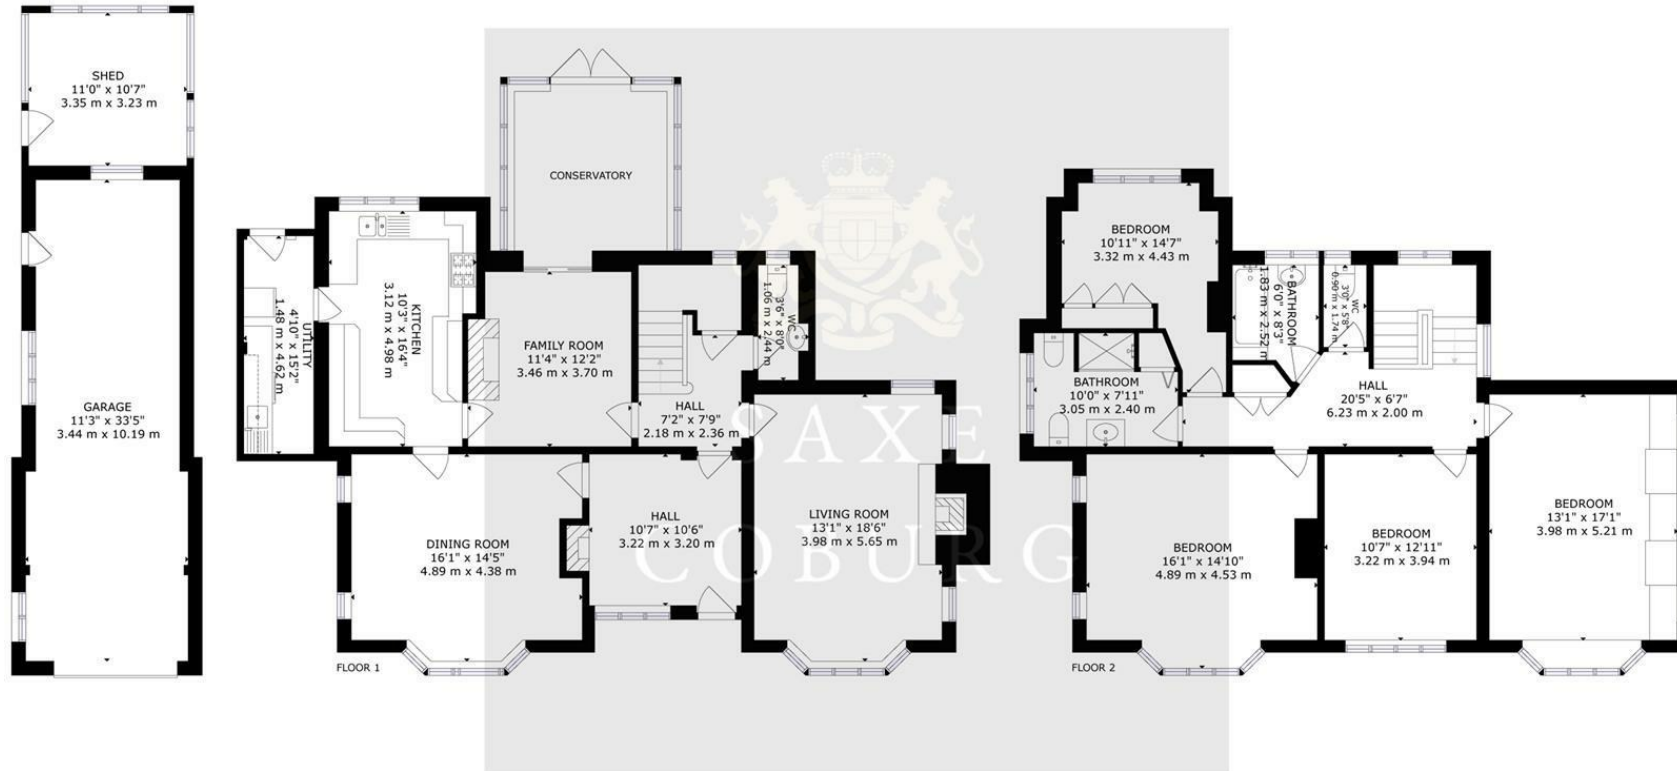 SHED
11'0" x 10'7"
3.35 m x 3.23 m
GARAGE
11'3" x 33'5"
3.44 m x 10.19 m
UTILITY
4'10" x 15'2"
1.48 m x 4.62 m
KITCHEN
10'3" x 16'4"
3.12 m x 4.98 m
CONSERVATORY
FAMILY ROOM
11'4" x 12'2"
3.46 m x 3.70 m
HALL
7'2" x 7'9"
2.18 m x 2.36 m
WC
3'6" x 8'0"
1.06 m x 2.44 m
DINING ROOM
16'1" x 14'5"
4.89 m x 4.38 m
HALL
10'7" x 10'6"
3.22 m x 3.20 m
LIVING ROOM
13'1" x 18'6"
3.98 m x 5.65 m
FLOOR 1
SAXE
COBURG
BEDROOM
10'11" x 14'7"
3.32 m x 4.43 m
BATHROOM
10'0" x 7'11"
3.05 m x 2.40 m
BATHROOM
6'0" x 8'3"
1.83 m x 2.52 m
WC
3'0" x 5'8"
0.90 m x 1.74 m
HALL
20'5" x 6'7"
6.23 m x 2.00 m
BEDROOM
16'1" x 14'10"
4.89 m x 4.53 m
BEDROOM
10'7" x 12'11"
3.22 m x 3.94 m
BEDROOM
13'1" x 17'1"
3.98 m x 5.21 m
FLOOR 2